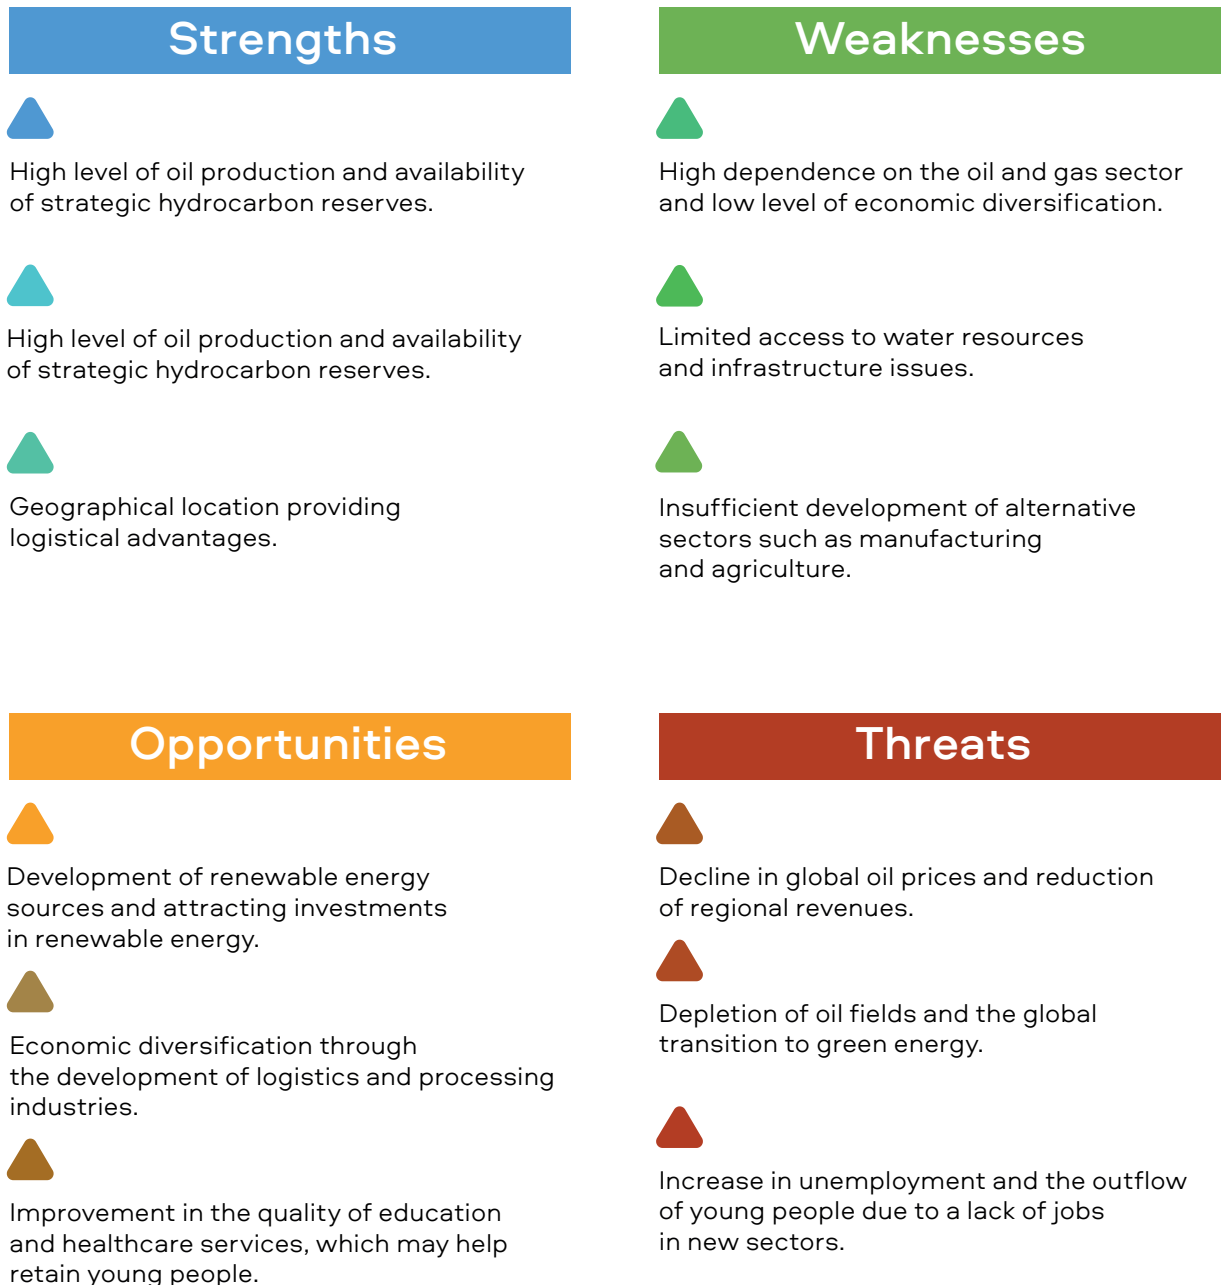 Strengths
High level of oil production and availability
of strategic hydrocarbon reserves.
High level of oil production and availability
of strategic hydrocarbon reserves.
Geographical location providing
logistical advantages.
Weaknesses
High dependence on the oil and gas sector
and low level of economic diversification.
Limited access to water resources
and infrastructure issues.
Insufficient development of alternative
sectors such as manufacturing
and agriculture.
Opportunities
Development of renewable energy
sources and attracting investments
in renewable energy.
Economic diversification through
the development of logistics and processing
industries.
Improvement in the quality of education
and healthcare services, which may help
retain young people.
Threats
Decline in global oil prices and reduction
of regional revenues.
Depletion of oil fields and the global
transition to green energy.
Increase in unemployment and the outflow
of young people due to a lack of jobs
in new sectors.